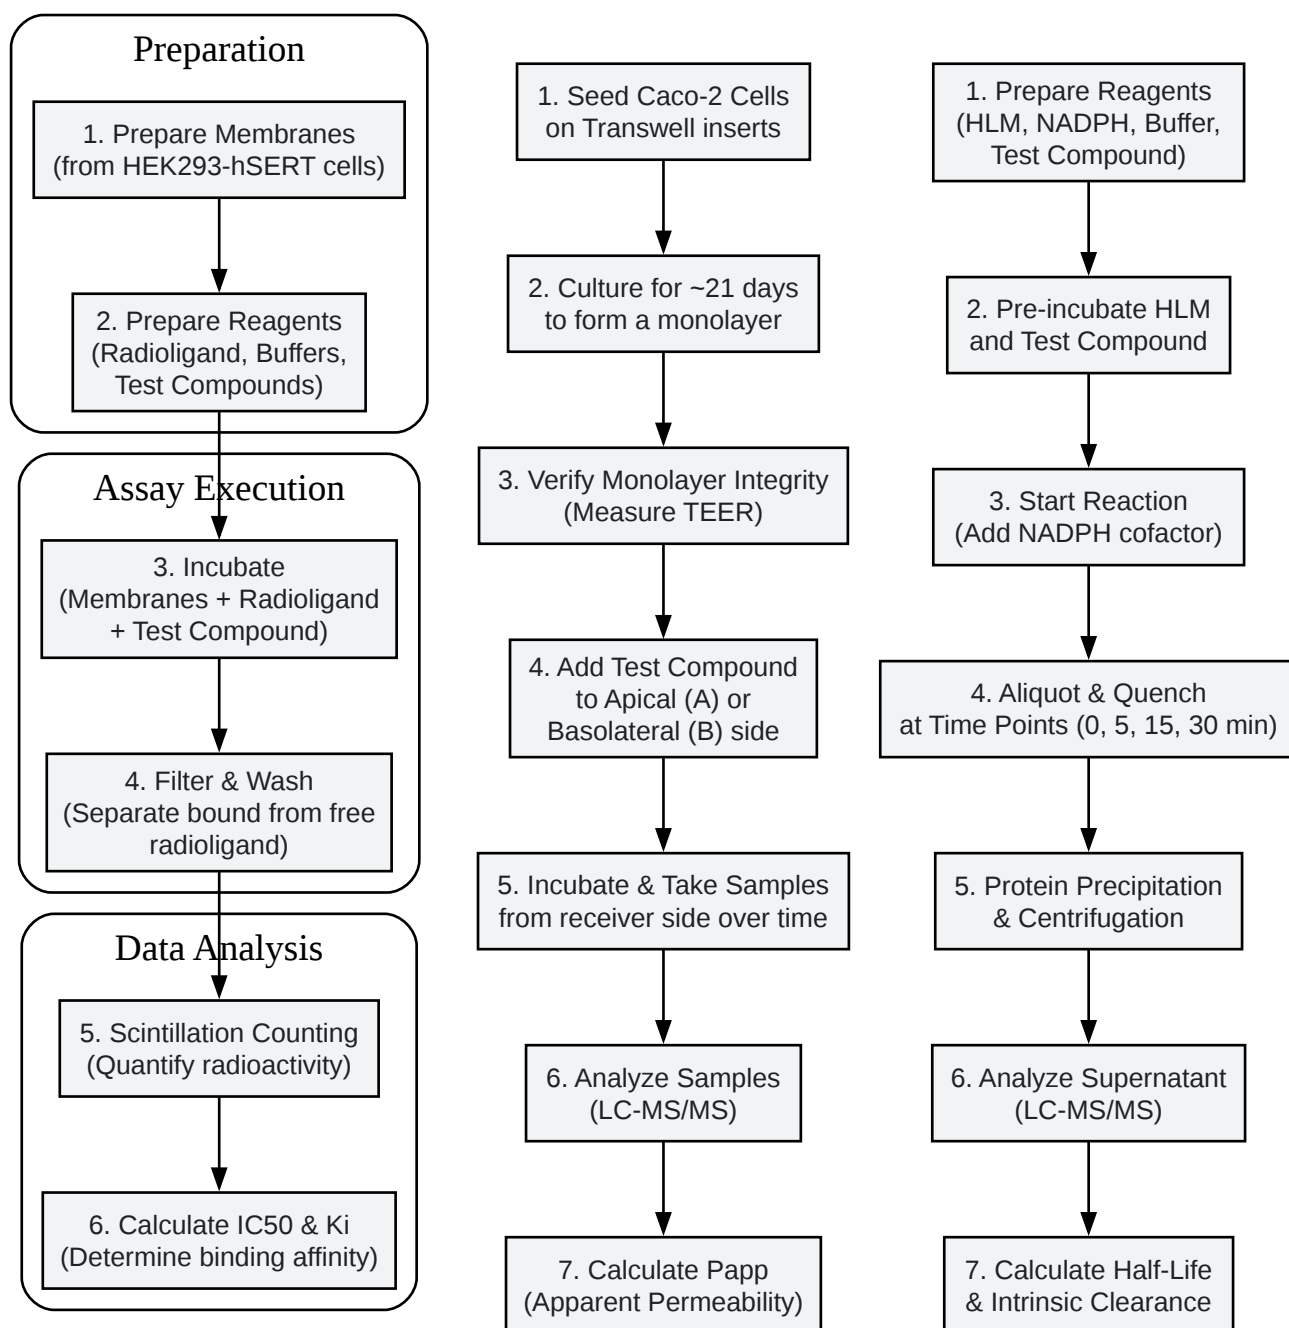 Preparation
1. Prepare Membranes
(from HEK293-hSERT cells)
2. Prepare Reagents
(Radioligand, Buffers,
Test Compounds)
Assay Execution
3. Incubate
(Membranes + Radioligand
+ Test Compound)
4. Filter & Wash
(Separate bound from free
radioligand)
Data Analysis
5. Scintillation Counting
(Quantify radioactivity)
6. Calculate IC50 & Ki
(Determine binding affinity)
1. Seed Caco-2 Cells
on Transwell inserts
2. Culture for ~21 days
to form a monolayer
3. Verify Monolayer Integrity
(Measure TEER)
4. Add Test Compound
to Apical (A) or
Basolateral (B) side
5. Incubate & Take Samples
from receiver side over time
6. Analyze Samples
(LC-MS/MS)
7. Calculate Papp
(Apparent Permeability)
1. Prepare Reagents
(HLM, NADPH, Buffer,
Test Compound)
2. Pre-incubate HLM
and Test Compound
3. Start Reaction
(Add NADPH cofactor)
4. Aliquot & Quench
at Time Points (0, 5, 15, 30 min)
5. Protein Precipitation
& Centrifugation
6. Analyze Supernatant
(LC-MS/MS)
7. Calculate Half-Life
& Intrinsic Clearance